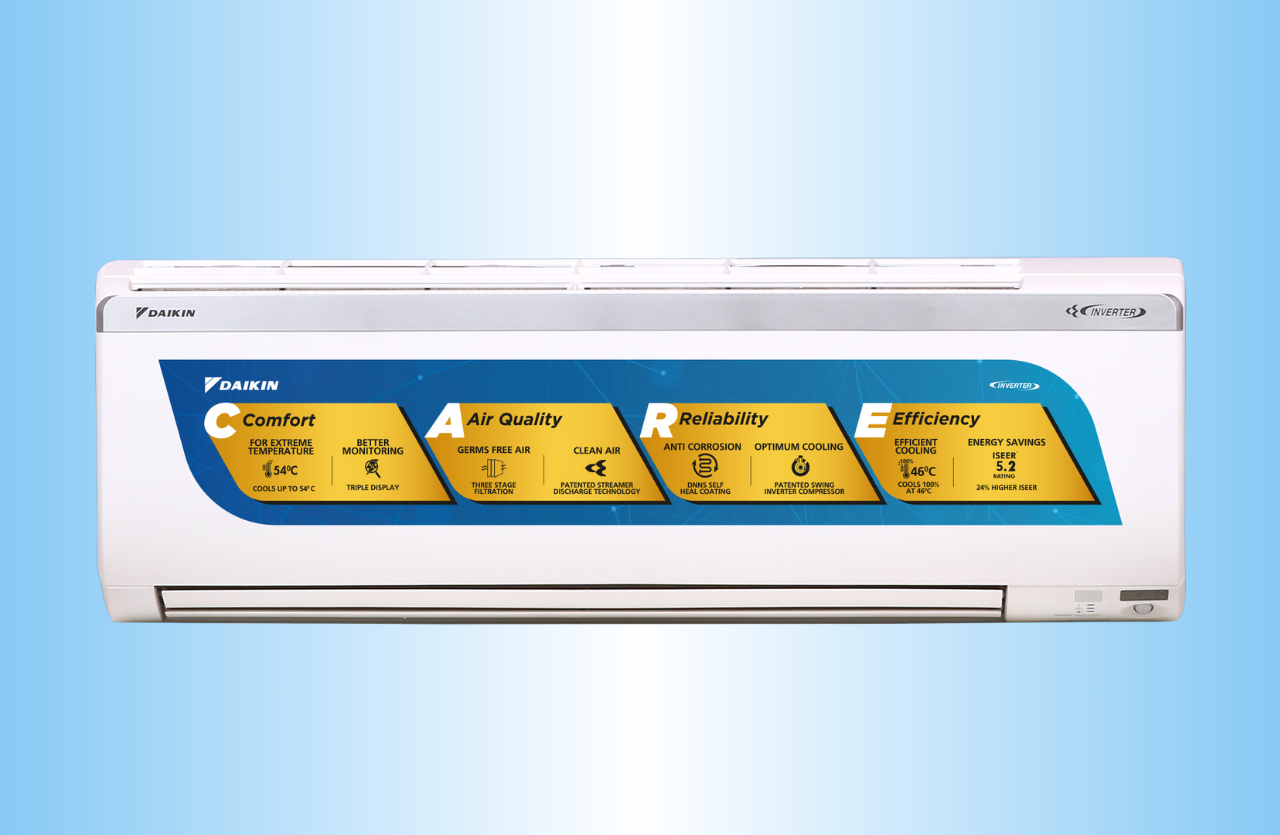 DAIKIN
INVERTER
DAIKIN
INVERTER
C Comfort
FOR EXTREME
TEMPERATURE
54°C
COOLS UP TO 54°C
BETTER
MONITORING
TRIPLE DISPLAY
A Air Quality
GERMS FREE AIR
THREE STAGE
FILTRATION
CLEAN AIR
PATENTED STREAMER
DISCHARGE TECHNOLOGY
R Reliability
ANTI CORROSION
DNNS SELF
HEAL COATING
OPTIMUM COOLING
PATENTED SWING
INVERTER COMPRESSOR
E Efficiency
EFFICIENT
COOLING
100%
46°C
COOLS 100%
AT 46°C
ENERGY SAVINGS
ISEER
5.2
RATING
24% HIGHER ISEER